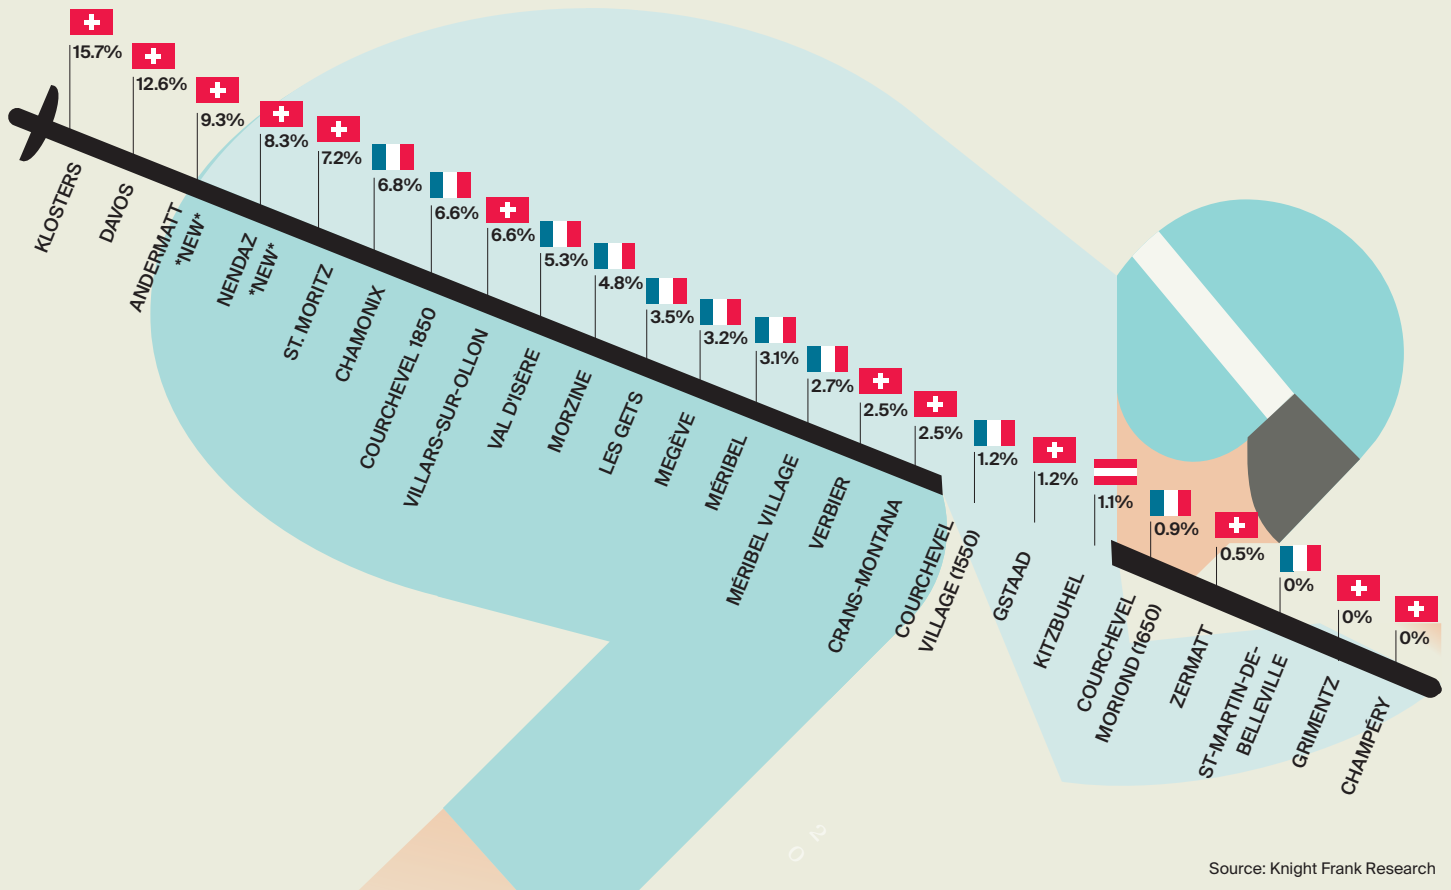 15.7%
12.6%
9.3%
8.3%
7.2%
6.8%
6.6%
6.6%
5.3%
4.8%
3.5%
3.2%
3.1%
2.7%
2.5%
2.5%
1.2%
1.2%
1.1%
0.9%
0.5%
0%
0%
0%
KLOSTERS
DAVOS
ANDERMATT
*NEW*
NENDAZ
*NEW*
ST. MORITZ
CHAMONIX
COURCHEVEL 1850
VILLARS-SUR-OLLON
VAL D'ISÈRE
MORZINE
LES GETS
MEGÈVE
MÉRIBEL
MÉRIBEL VILLAGE
VERBIER
CRANS-MONTANA
COURCHEVEL
VILLAGE (1550)
GSTAAD
KITZBUHEL
COURCHEVEL
MORIOND (1650)
ZERMATT
ST-MARTIN-DE-
BELLEVILLE
GRIMENTZ
CHAMPÉRY
2
0
Source: Knight Frank Research